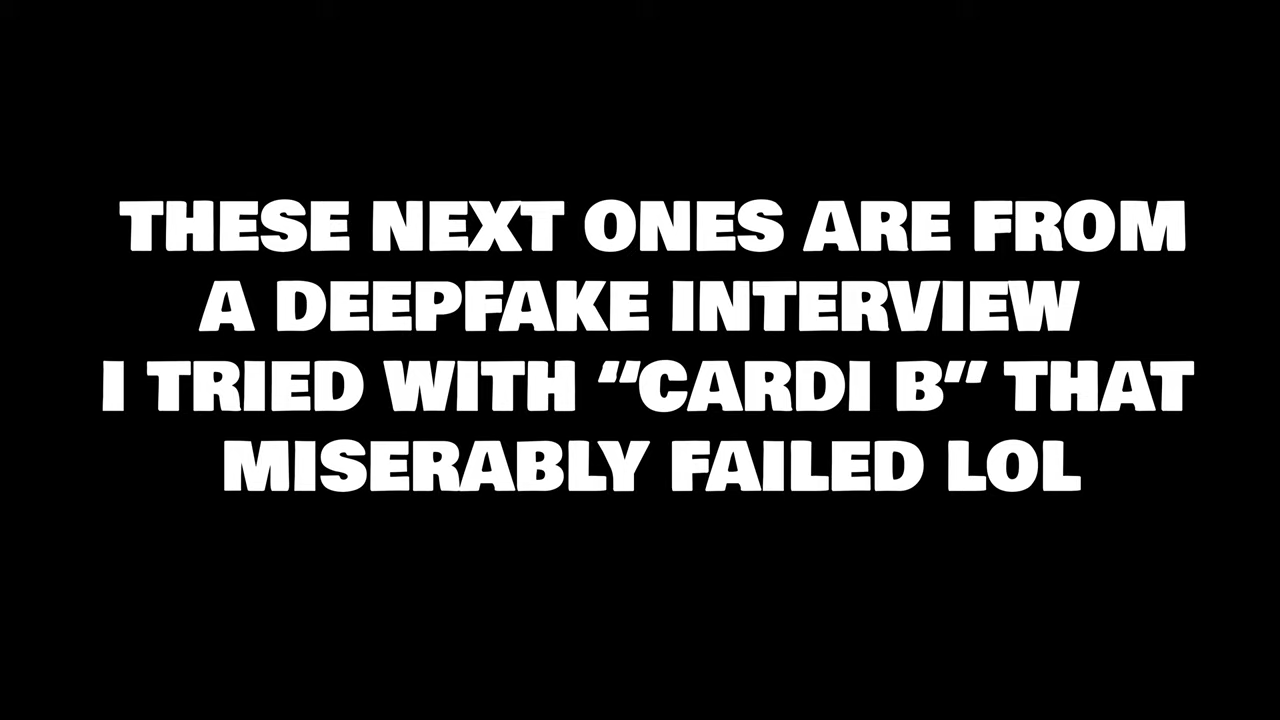 THESE NEXT ONES ARE FROM
A DEEPFAKE INTERVIEW
I TRIED WITH “CARDI B” THAT
MISERABLY FAILED LOL